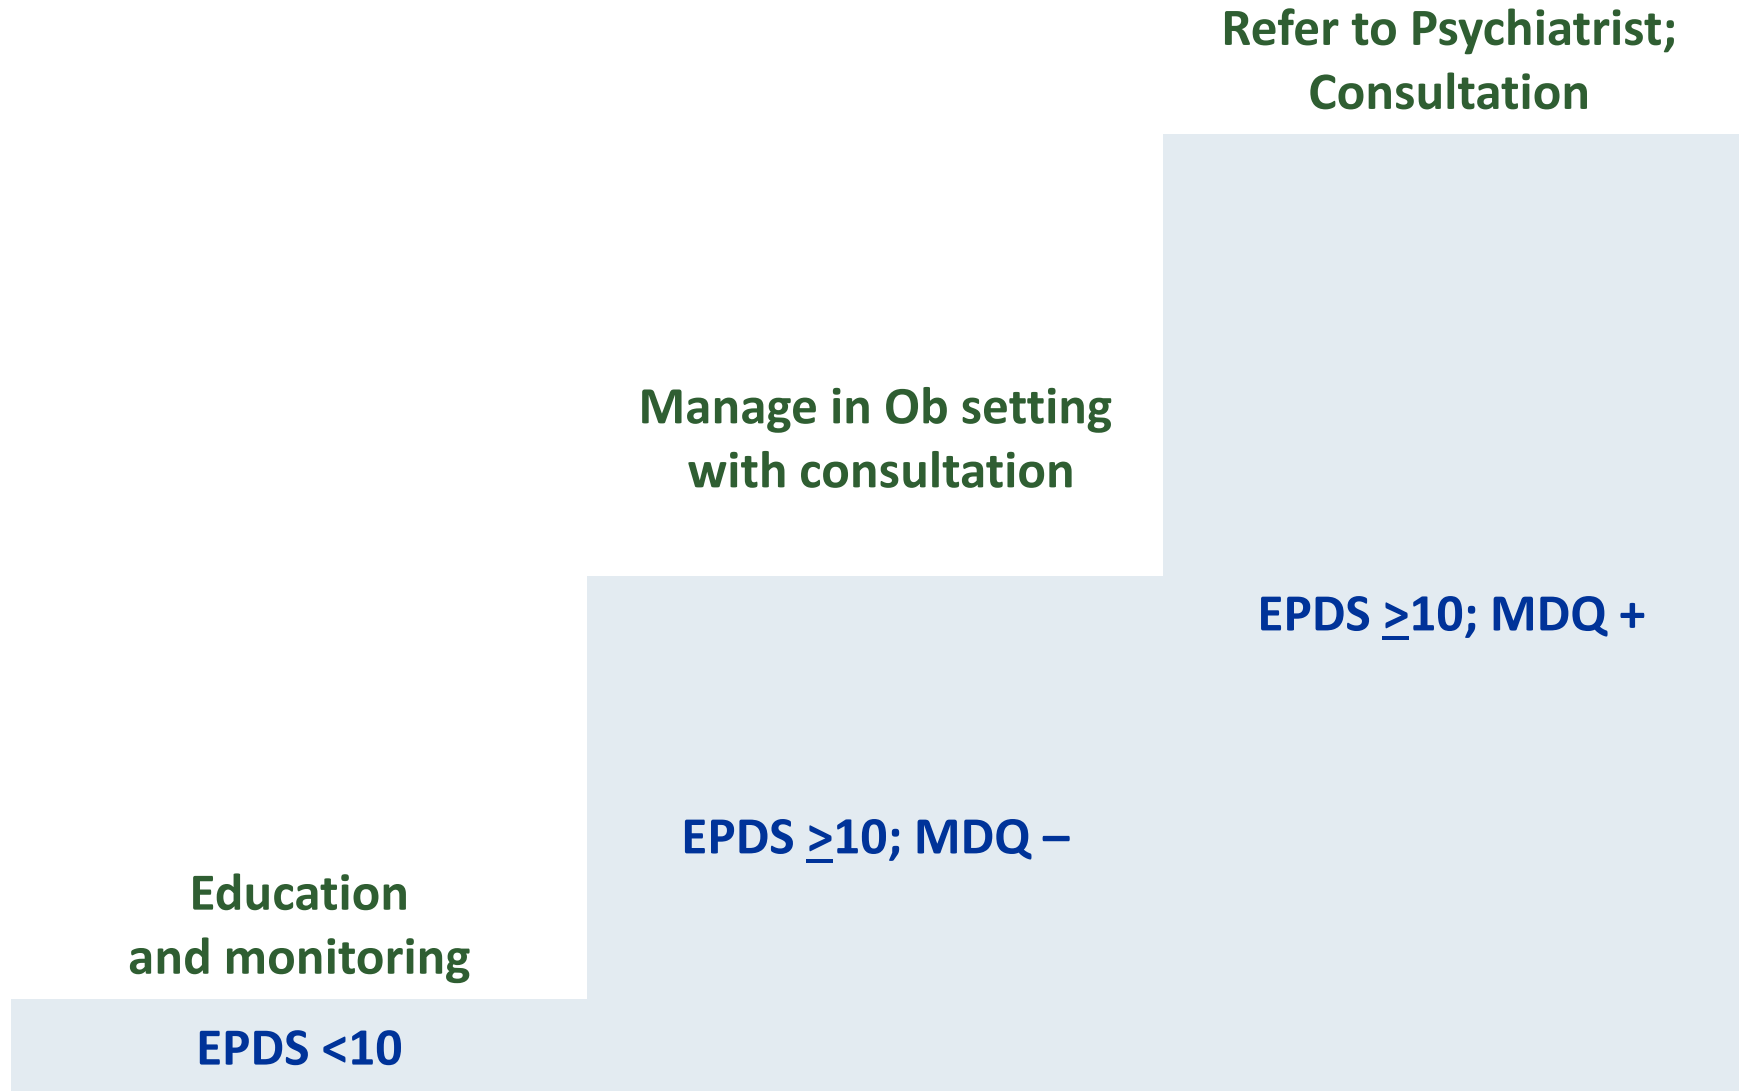 Refer to Psychiatrist;
Consultation
Manage in Ob setting
with consultation
EPDS >10; MDQ +
EPDS >10; MDQ –
Education
and monitoring
EPDS <10